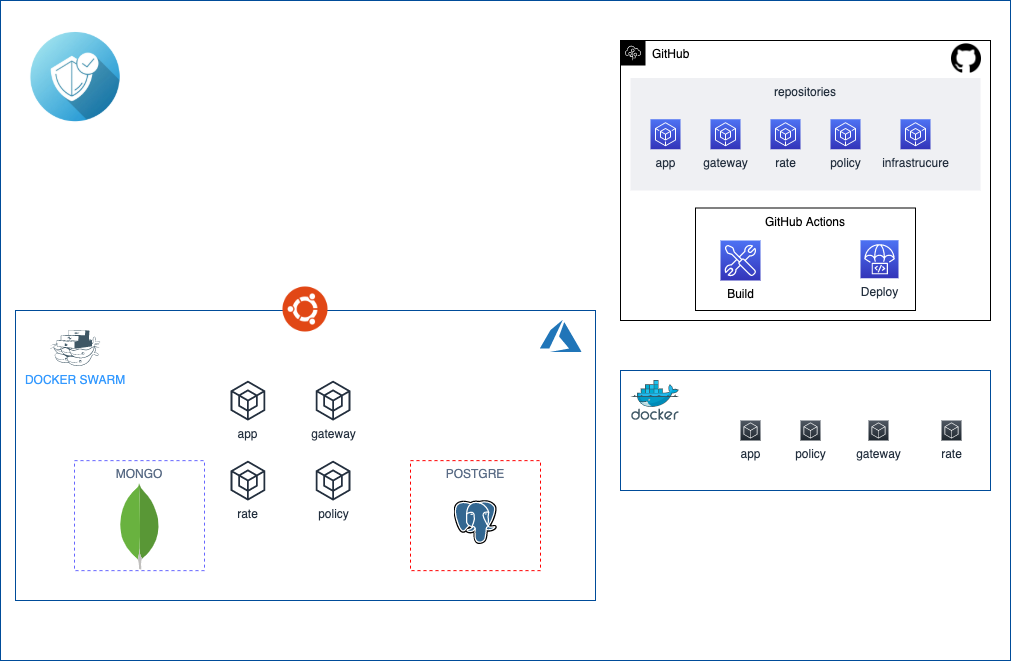 GitHub
repositories
app
gateway
rate
policy
infrastrucure
GitHub Actions
Build
Deploy
DOCKER SWARM
app
gateway
MONGO
rate
policy
POSTGRE
docker
app
policy
gateway
rate